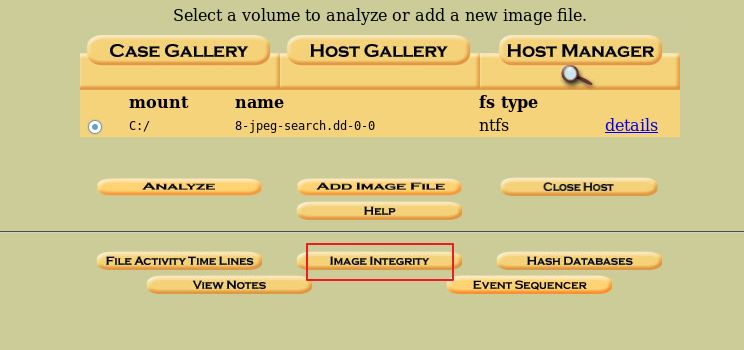 Select a volume to analyze or add a new image file.
CASE GALLERY HOST GALLERY HOST MANAGER
mount name fs type
C:/ 8-jpeg-search.dd-0-0 ntfs details
ANALYZE ADD IMAGE FILE CLOSE HOST
HELP
FILE ACTIVITY TIME LINES IMAGE INTEGRITY HASH DATABASES
VIEW NOTES EVENT SEQUENCER